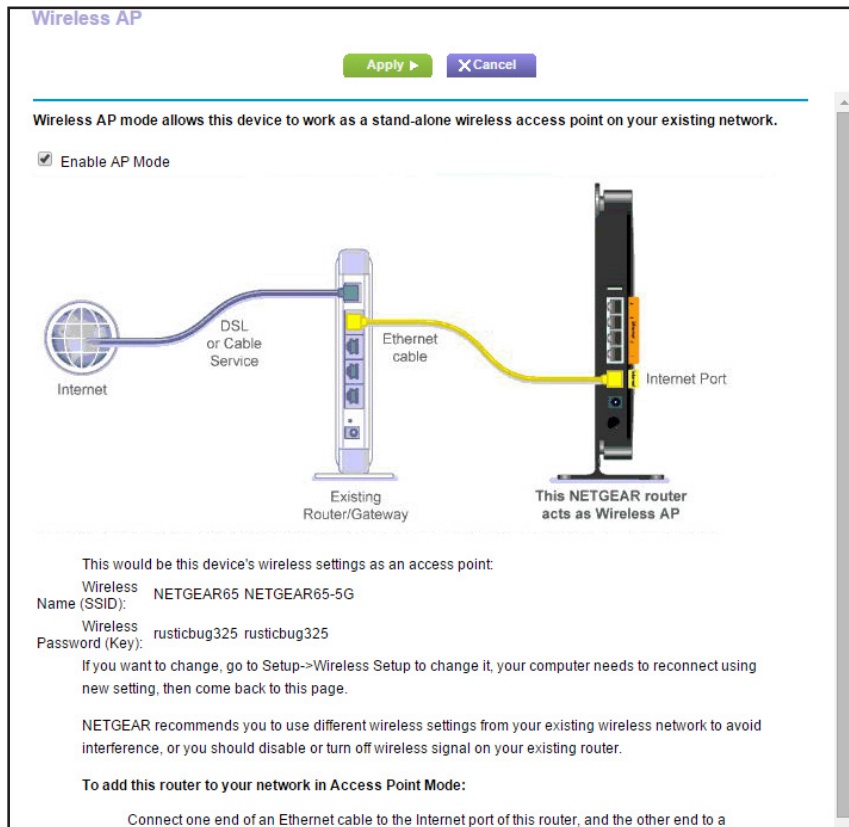 Wireless AP
Apply
Cancel
Wireless AP mode allows this device to work as a stand-alone wireless access point on your existing network.
Enable AP Mode
DSL
or Cable
Service
Ethernet
cable
Internet
Internet Port
Existing
Router/Gateway
This NETGEAR router
acts as Wireless AP
This would be this device's wireless settings as an access point:
Wireless
Name (SSID): NETGEAR65 NETGEAR65-5G
Wireless
Password (Key): rusticbug325 rusticbug325
If you want to change, go to Setup->Wireless Setup to change it, your computer needs to reconnect using
new setting, then come back to this page.
NETGEAR recommends you to use different wireless settings from your existing wireless network to avoid
interference, or you should disable or turn off wireless signal on your existing router.
To add this router to your network in Access Point Mode:
Connect one end of an Ethernet cable to the Internet port of this router, and the other end to a